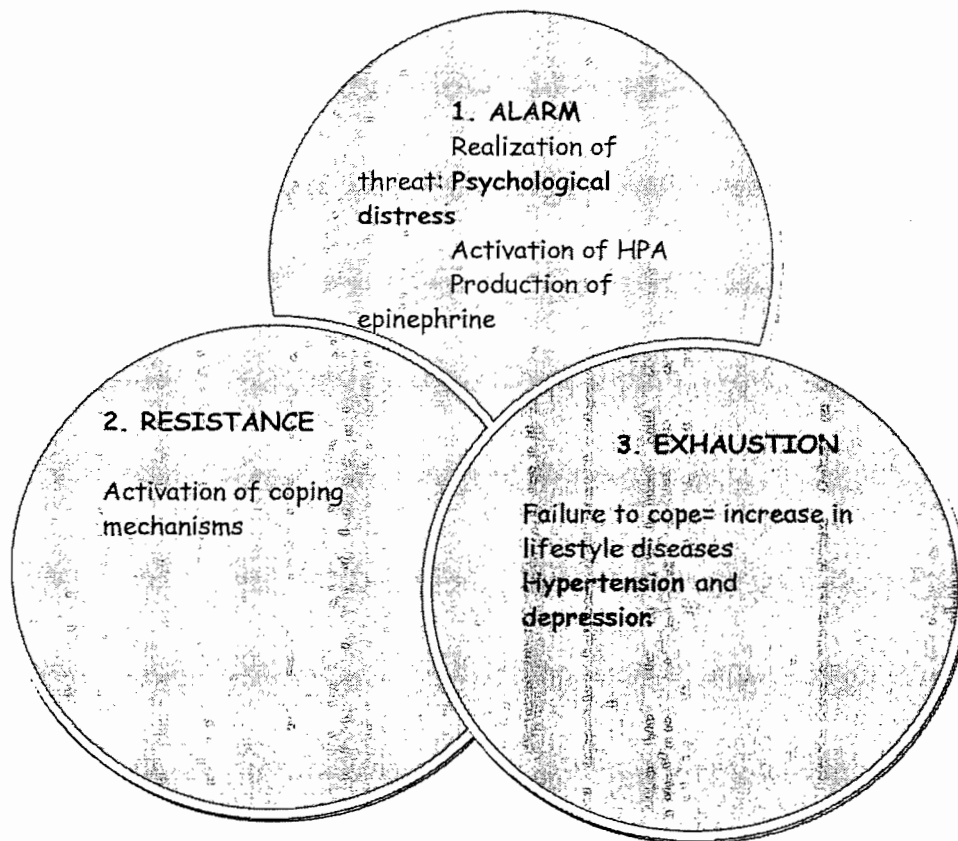 1. ALARM
Realization of
threat: Psychological
distress
Activation of HPA
Production of
epinephrine
2. RESISTANCE
Activation of coping
mechanisms
3. EXHAUSTION
Failure to cope= increase in
lifestyle diseases
Hypertension and
depression